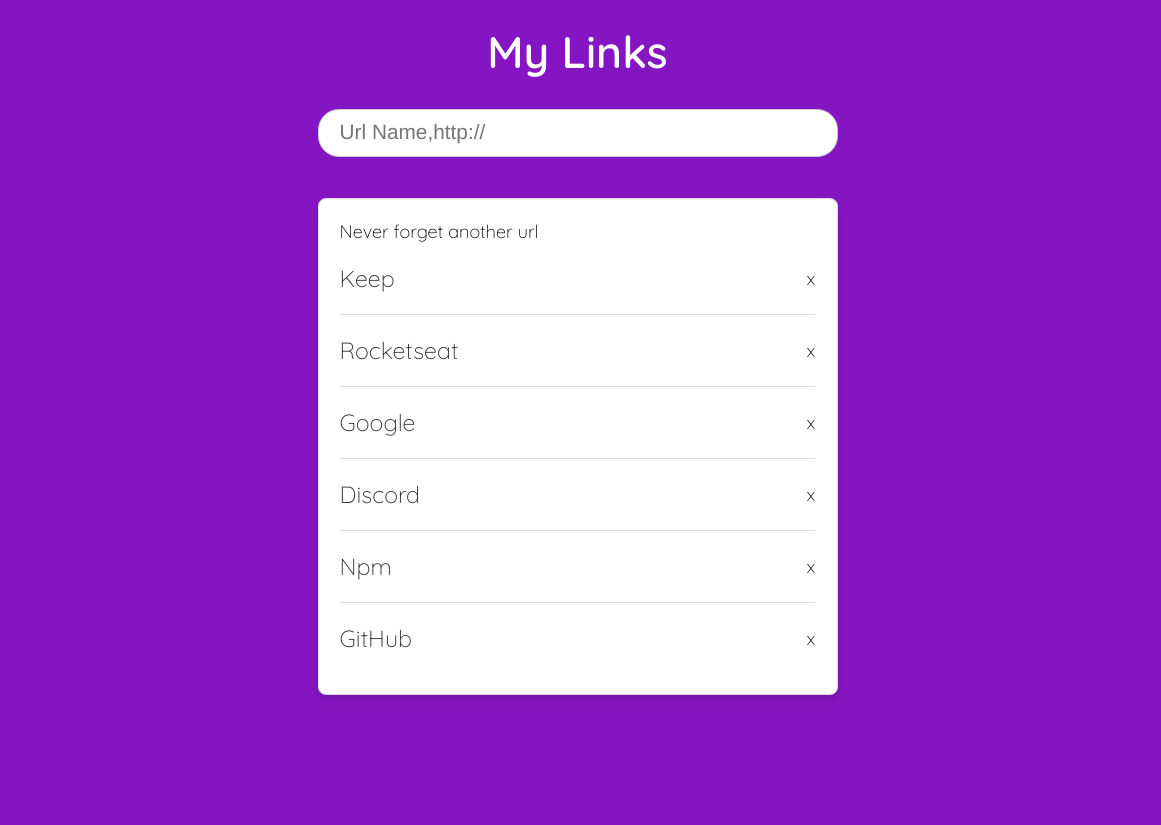 My Links
Url Name,http://
Never forget another url
Keep x
Rocketseat x
Google x
Discord x
Npm x
GitHub x